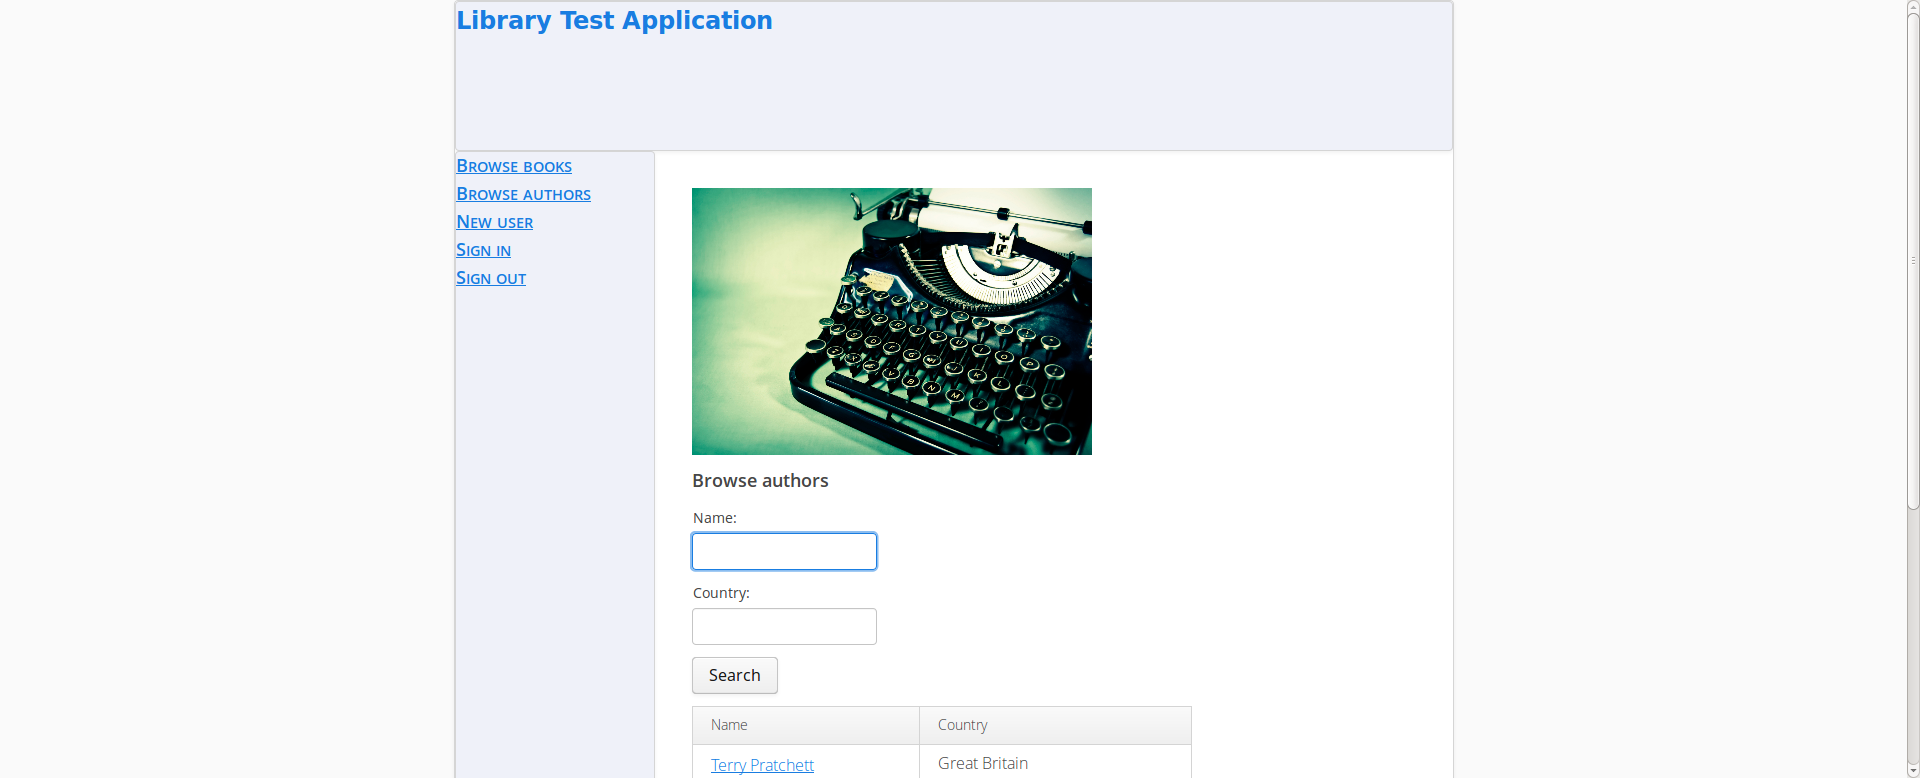 Library Test Application
Browse books
Browse authors
New user
Sign in
Sign out
Browse authors
Name:
Country:
Search
Name Country
Terry Pratchett Great Britain